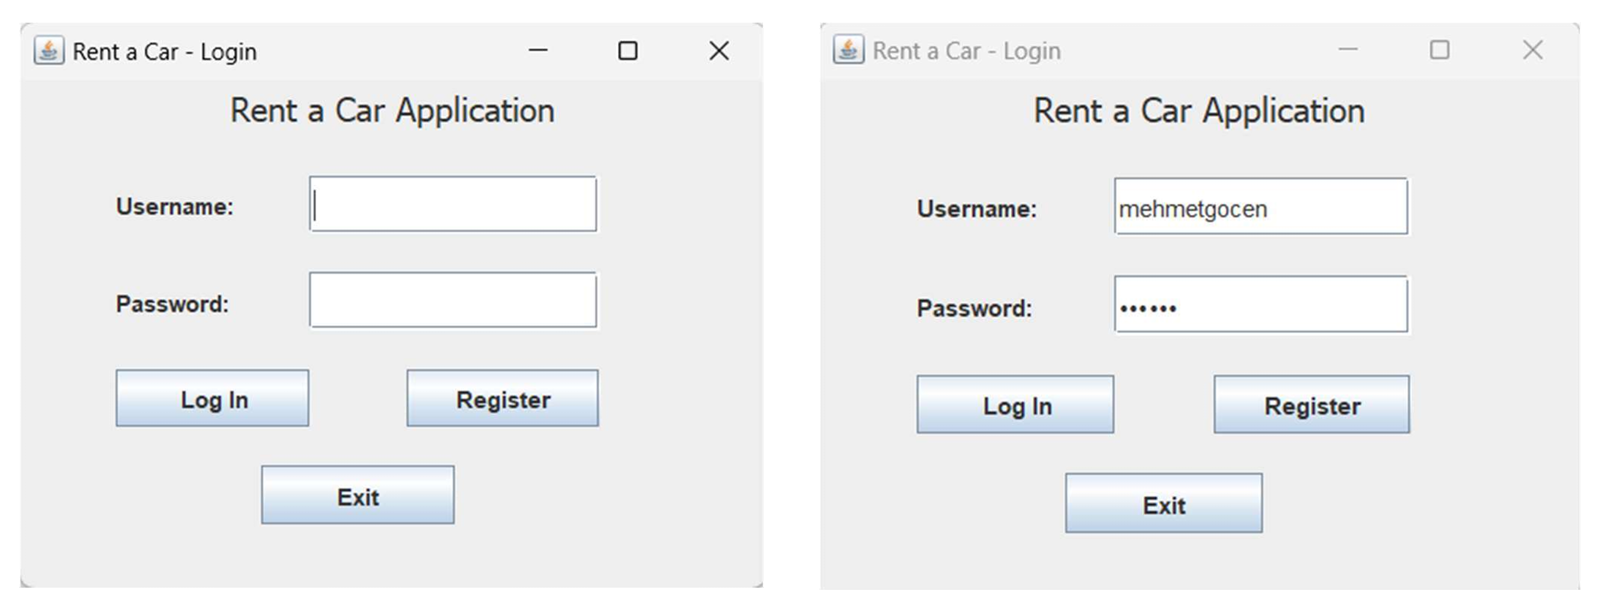 Rent a Car - Login
Rent a Car Application
Username:
Password:
Log In
Register
Exit
Rent a Car - Login
Rent a Car Application
Username:
mehmetgocen
Password:
••••••
Log In
Register
Exit